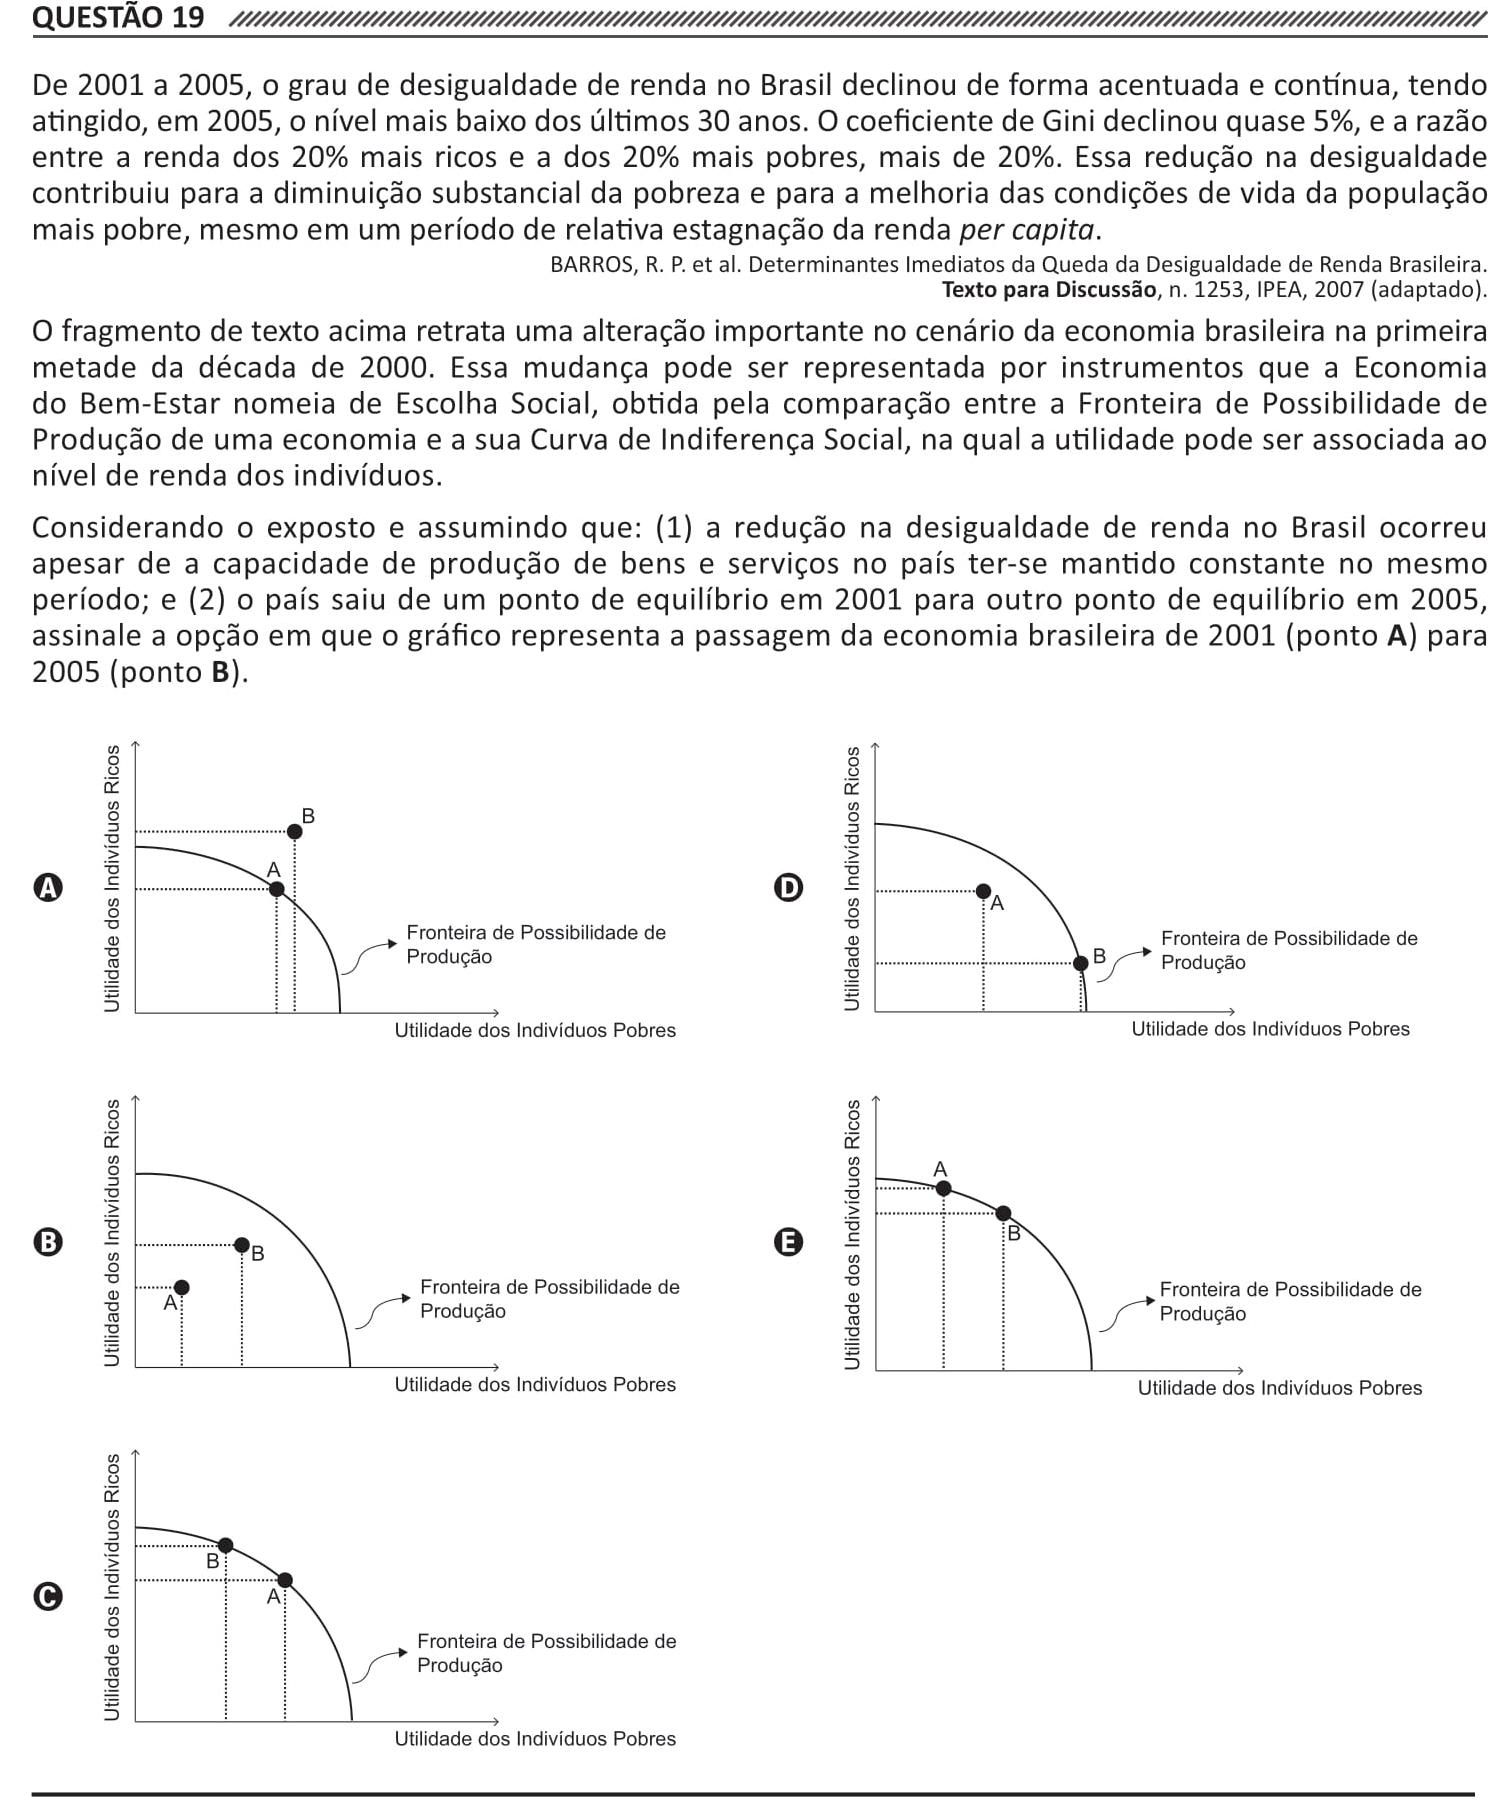 QUESTÃO 19
De 2001 a 2005, o grau de desigualdade de renda no Brasil declinou de forma acentuada e contínua, tendo
atingido, em 2005, o nível mais baixo dos últimos 30 anos. O coeficiente de Gini declinou quase 5%, e a razão
entre a renda dos 20% mais ricos e a dos 20% mais pobres, mais de 20%. Essa redução na desigualdade
contribuiu para a diminuição substancial da pobreza e para a melhoria das condições de vida da população
mais pobre, mesmo em um período de relativa estagnação da renda per capita.
BARROS, R. P. et al. Determinantes Imediatos da Queda da Desigualdade de Renda Brasileira.
Texto para Discussão, n. 1253, IPEA, 2007 (adaptado).
O fragmento de texto acima retrata uma alteração importante no cenário da economia brasileira na primeira
metade da década de 2000. Essa mudança pode ser representada por instrumentos que a Economia
do Bem-Estar nomeia de Escolha Social, obtida pela comparação entre a Fronteira de Possibilidade de
Produção de uma economia e a sua Curva de Indiferença Social, na qual a utilidade pode ser associada ao
nível de renda dos indivíduos.
Considerando o exposto e assumindo que: (1) a redução na desigualdade de renda no Brasil ocorreu
apesar de a capacidade de produção de bens e serviços no país ter-se mantido constante no mesmo
período; e (2) o país saiu de um ponto de equilíbrio em 2001 para outro ponto de equilíbrio em 2005,
assinale a opção em que o gráfico representa a passagem da economia brasileira de 2001 (ponto A) para
2005 (ponto B).
A
Utilidade dos Indivíduos Ricos
B
A
Fronteira de Possibilidade de
Produção
Utilidade dos Indivíduos Pobres
B
Utilidade dos Indivíduos Ricos
B
A
Fronteira de Possibilidade de
Produção
Utilidade dos Indivíduos Pobres
C
Utilidade dos Indivíduos Ricos
B
A
Fronteira de Possibilidade de
Produção
Utilidade dos Indivíduos Pobres
D
Utilidade dos Indivíduos Ricos
A
B
Fronteira de Possibilidade de
Produção
Utilidade dos Indivíduos Pobres
E
Utilidade dos Indivíduos Ricos
A
B
Fronteira de Possibilidade de
Produção
Utilidade dos Indivíduos Pobres